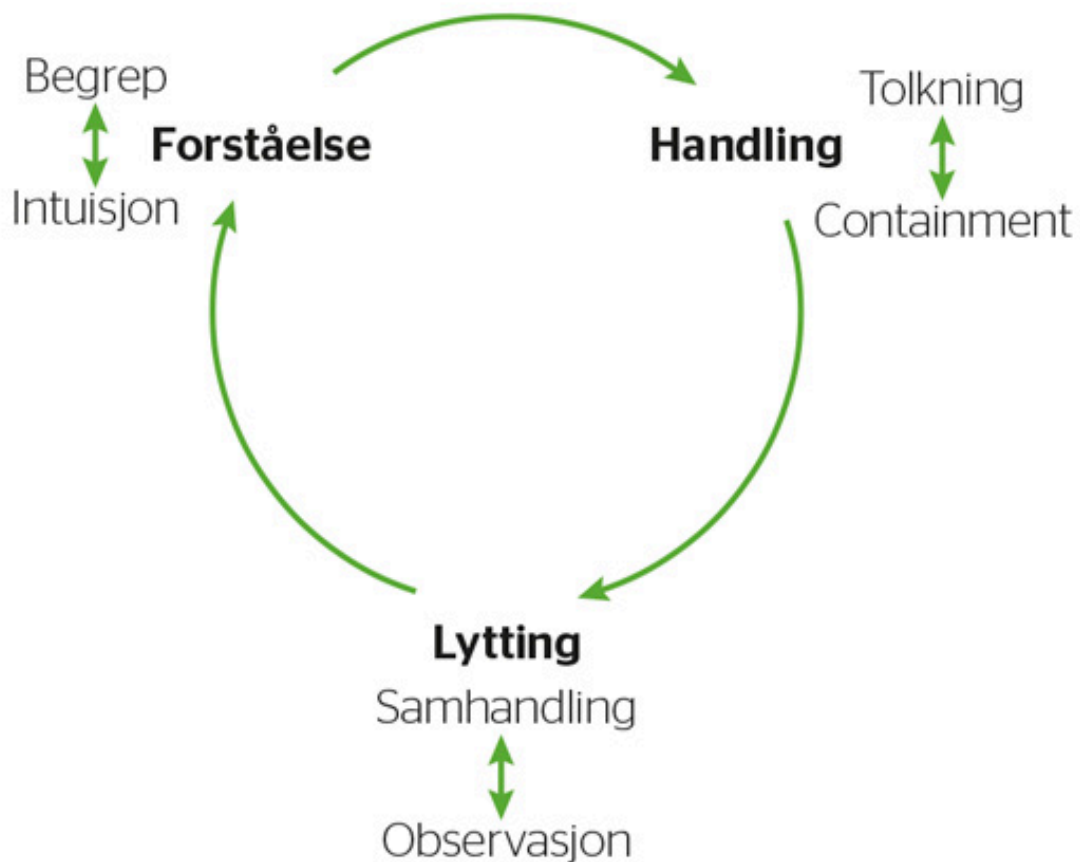 Begrep
Forståelse
Intuisjon
Tolkning
Handling
Containment
Lytting
Samhandling
Observasjon